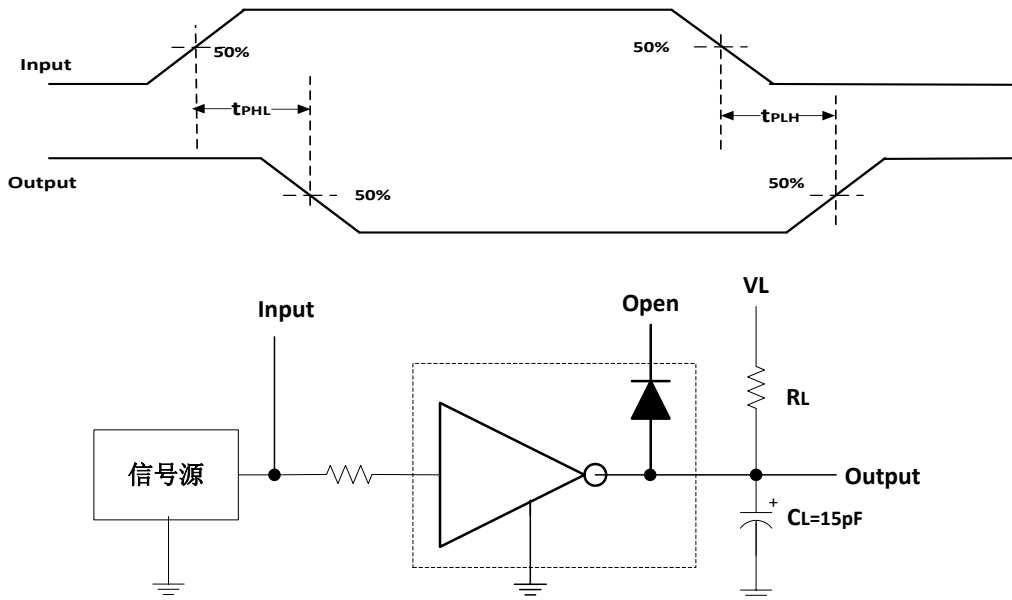 50%
50%
Input
tPHL
tPLH
Output
50%
50%
Input
Open
VL
RL
信号源
Output
+
CL=15pF